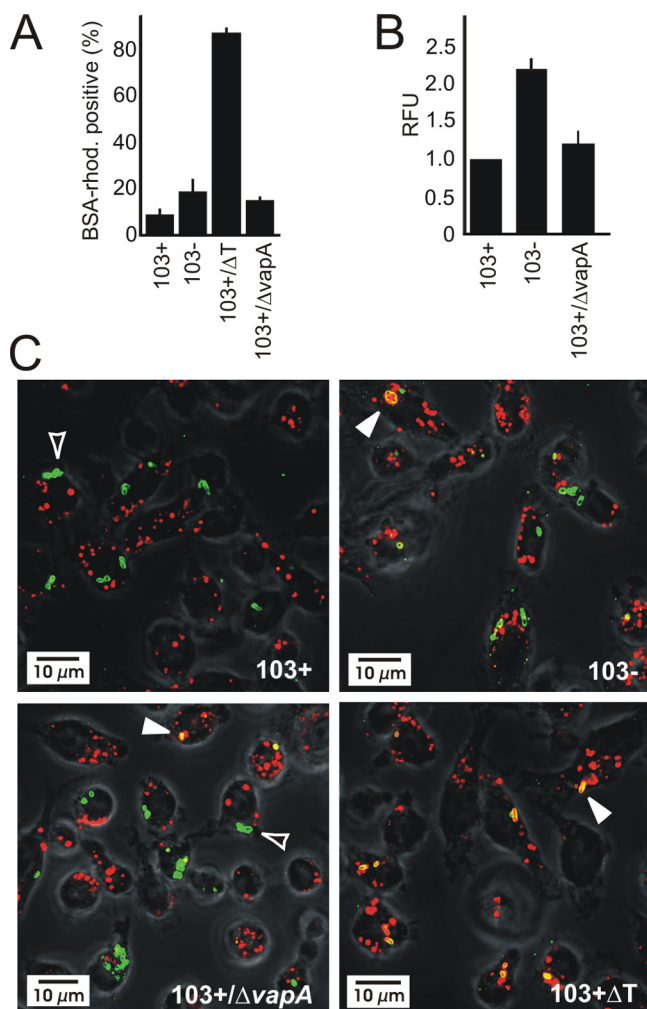 A
BSA-rhod. positive (%)
80
60
40
20
0
103+
103-
103+/ΔT
103+/ΔvapA
B
RFU
2.5
2.0
1.5
1.0
0.5
0
103+
103-
103+/ΔvapA
C
10 µm
103+
10 µm
103-
10 µm
103+/ΔvapA
10 µm
103+ΔT